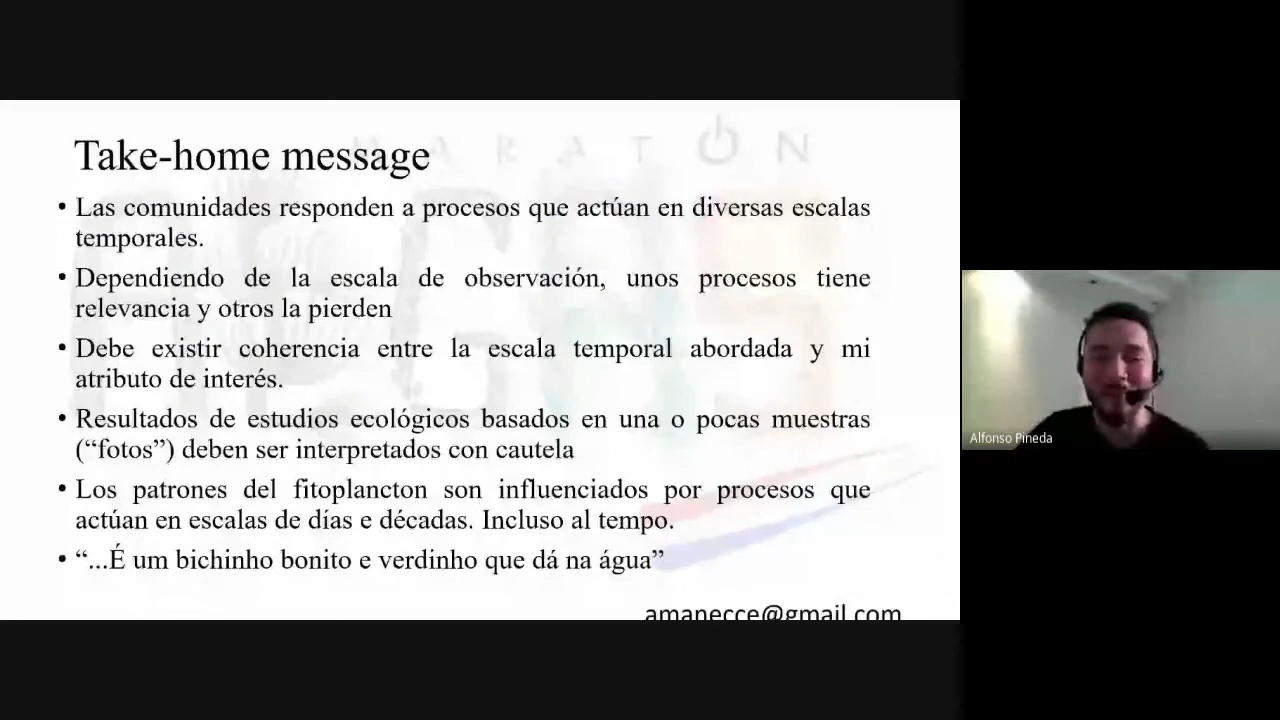 MARATÓN
Take-home message
• Las comunidades responden a procesos que actúan en diversas escalas
temporales.
• Dependiendo de la escala de observación, unos procesos tiene
relevancia y otros la pierden
• Debe existir coherencia entre la escala temporal abordada y mi
atributo de interés.
• Resultados de estudios ecológicos basados en una o pocas muestras
(“fotos”) deben ser interpretados con cautela
• Los patrones del fitoplancton son influenciados por procesos que
actúan en escalas de días e décadas. Incluso al tempo.
• “...É um bichinho bonito e verdinho que dá na água”
amanecce@gmail.com
Alfonso Pineda